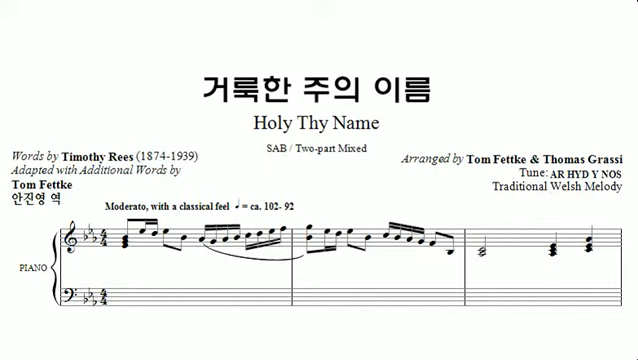 거룩한 주의 이름
Holy Thy Name
SAB / Two-part Mixed
Words by Timothy Rees (1874-1939)
Adapted with Additional Words by
Tom Fettke
안진영 역
Arranged by Tom Fettke & Thomas Grassi
Tune: AR HYD Y NOS
Traditional Welsh Melody
Moderato, with a classical feel ♩ = ca. 102- 92
PIANO